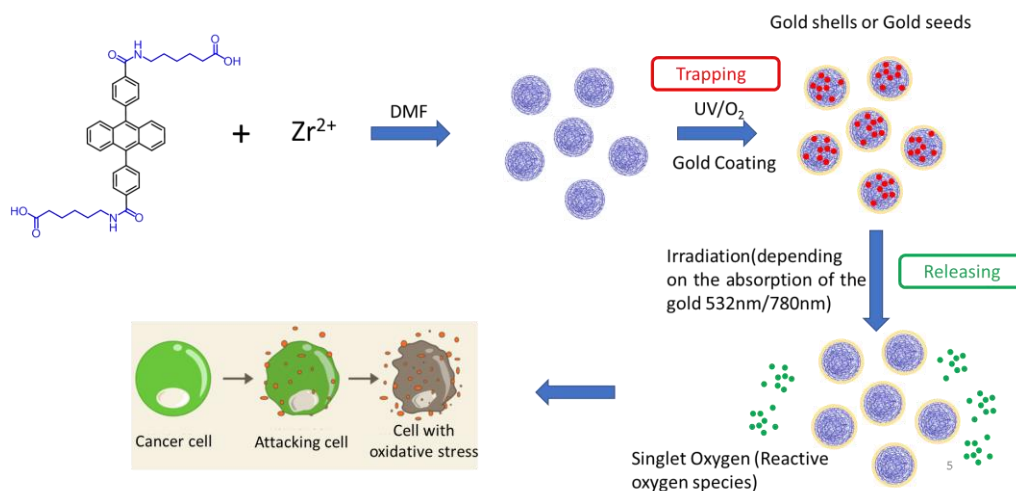 Gold shells or Gold seeds
O
N
H
O
OH
+
Zr²⁺
DMF
Trapping
UV/O₂
Gold Coating
HO
O
N
H
O
Irradiation(depending
on the absorption of the
gold 532nm/780nm)
Releasing
Cancer cell
Attacking cell
Cell with
oxidative stress
Singlet Oxygen (Reactive
oxygen species)
5